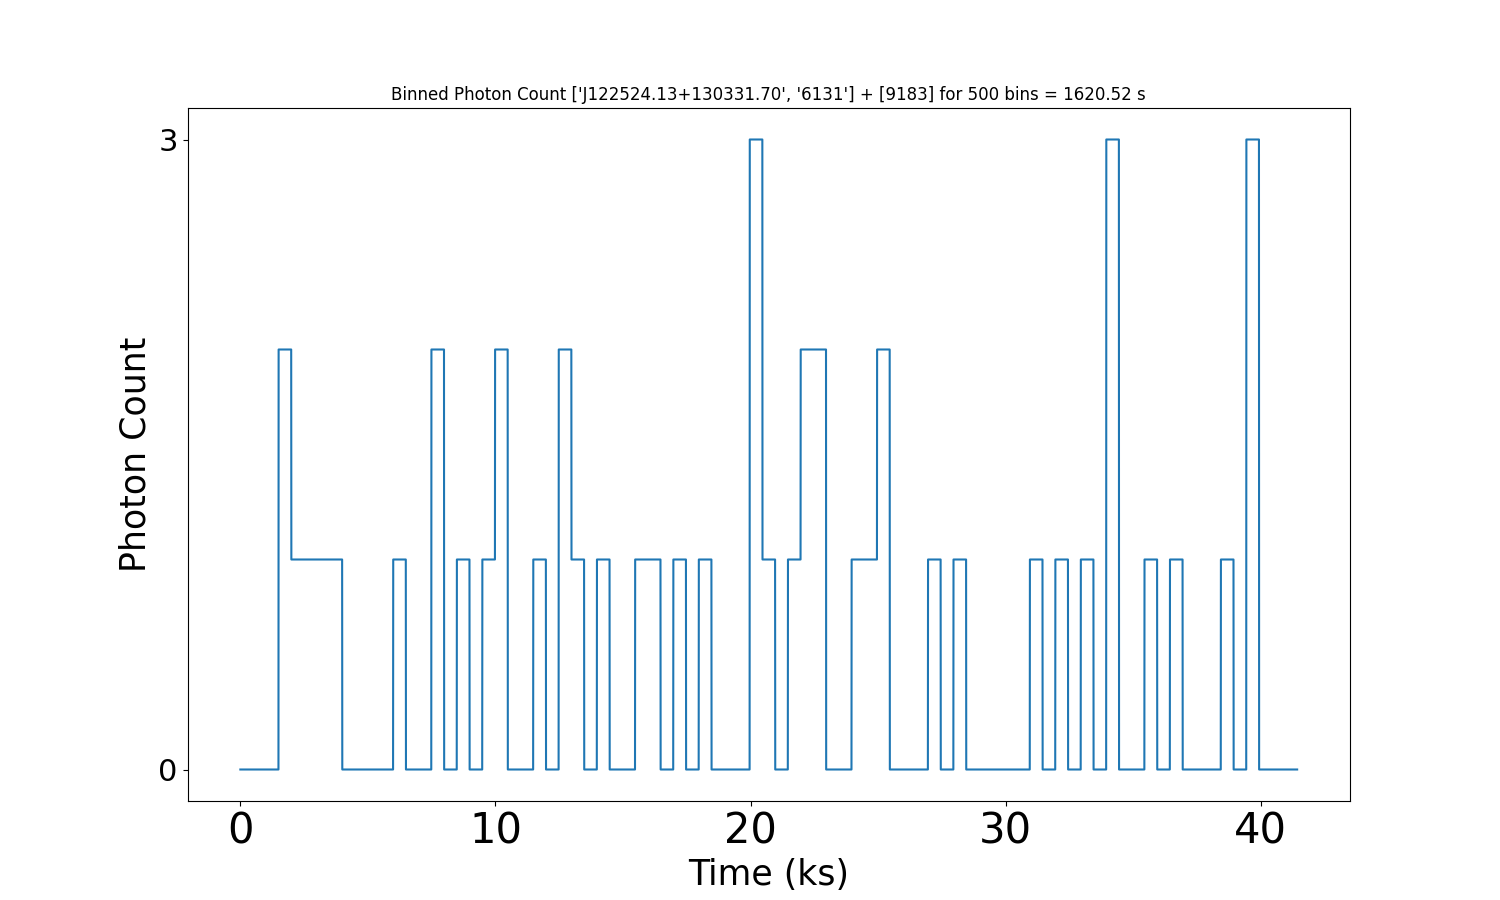 Binned Photon Count ['J122524.13+130331.70', '6131'] + [9183] for 500 bins = 1620.52 s
3
0
Photon Count
0 10 20 30 40
Time (ks)